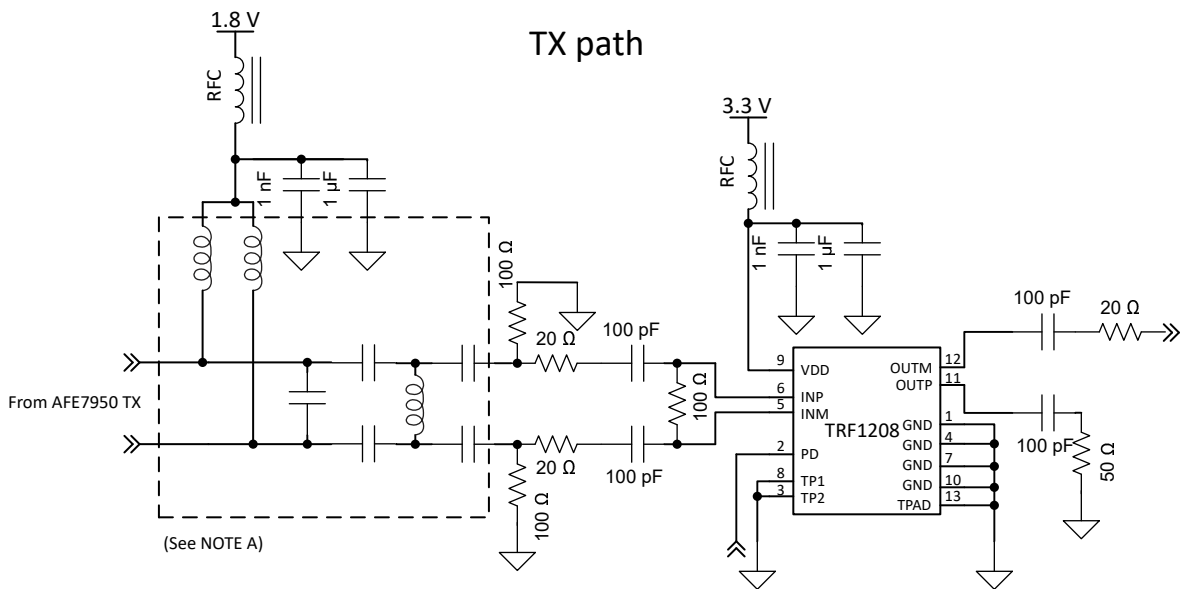 TX path
1.8 V
RFC
1 nF
1 µF
3.3 V
RFC
1 nF
1 µF
100 Ω
20 Ω
100 pF
100 Ω
20 Ω
100 pF
100 Ω
From AFE7950 TX
(See NOTE A)
TRF1208
9 VDD
6 INP
5 INM
2 PD
8 TP1
3 TP2
OUTM 12
OUTP 11
GND 1
GND 4
GND 7
GND 10
TPAD 13
100 pF
20 Ω
100 pF
50 Ω